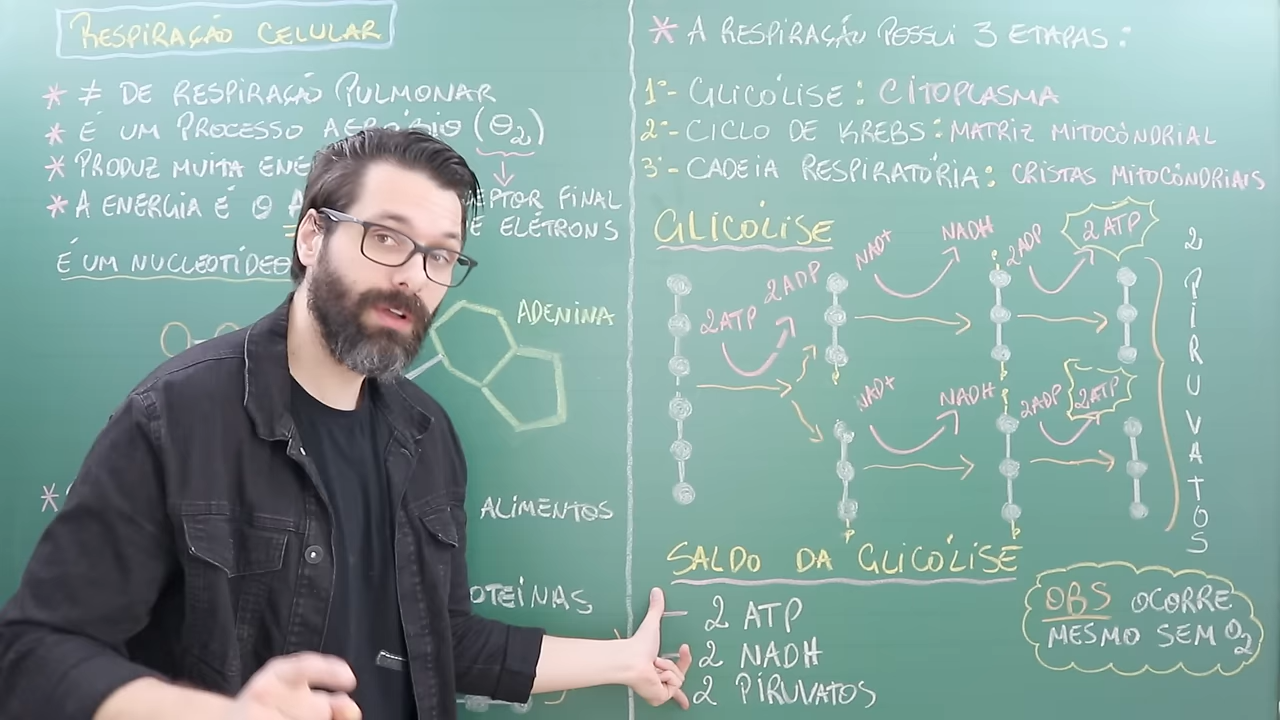 RESPIRAÇÃO CELULAR
* ≠ DE RESPIRAÇÃO PULMONAR
* É UM PROCESSO AERÓBIO (O2)
* PRODUZ MUITA ENE
* A ENERGIA É O A
EPTOR FINAL
E ELÉTRONS
É UM NUCLEOTÍDEO
ADENINA
*
ALIMENTOS
OTEÍNAS
* A RESPIRAÇÃO POSSUI 3 ETAPAS:
1ª- GLICÓLISE: CITOPLASMA
2ª- CICLO DE KREBS: MATRIZ MITOCÔNDRIAL
3ª- CADEIA RESPIRATÓRIA: CRISTAS MITOCÔNDRIAIS
GLICÓLISE
2ATP 2ADP
NAD+ NADH
2ADP 2ATP
P
P
P
NAD+ NADH
2ADP 2ATP
P
P
P
2 PIRUVATOS
SALDO DA GLICÓLISE
- 2 ATP
- 2 NADH
2 PIRUVATOS
OBS OCORRE
MESMO SEM O2